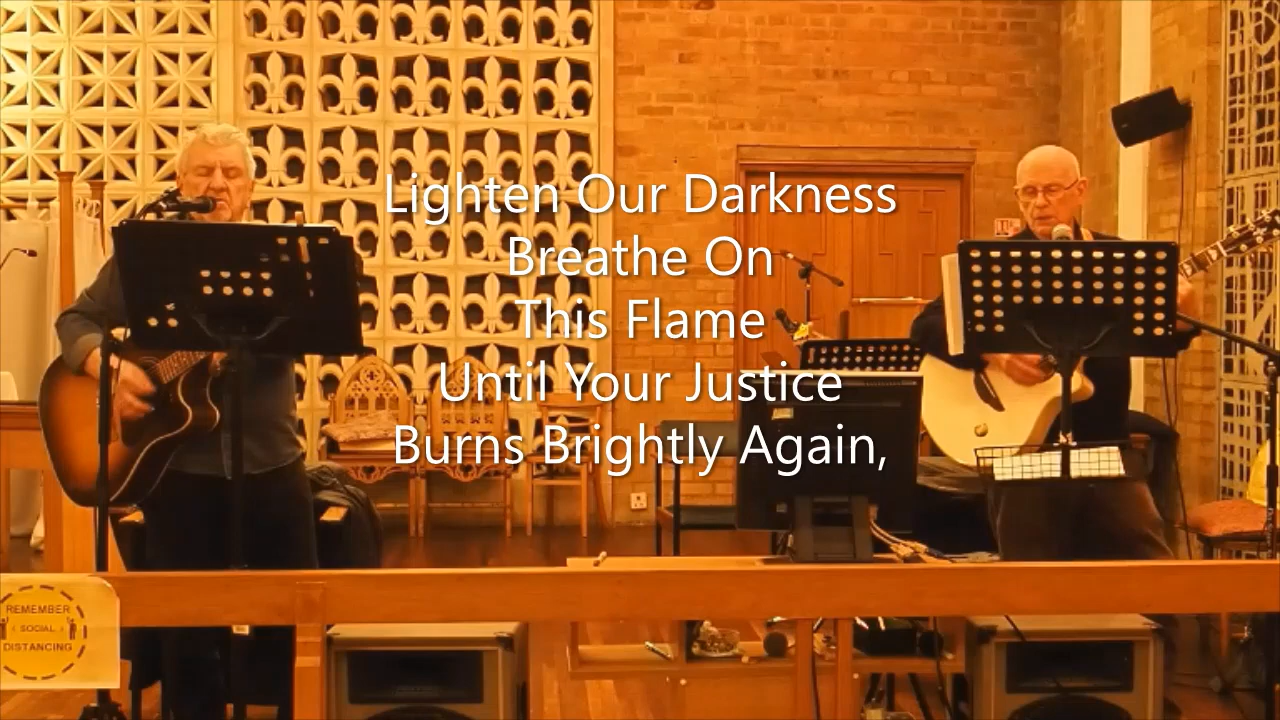 Lighten Our Darkness
Breathe On
This Flame
Until Your Justice
Burns Brightly Again,
REMEMBER
SOCIAL
DISTANCING